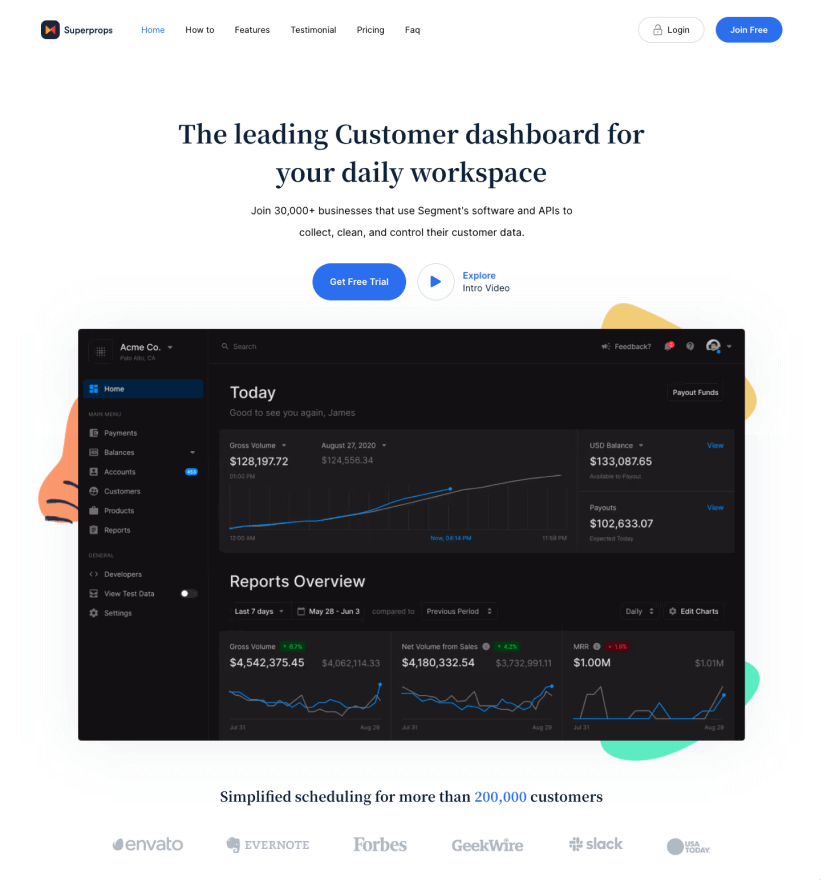 Superprops
Home
How to
Features
Testimonial
Pricing
Faq
Login
Join Free
The leading Customer dashboard for
your daily workspace
Join 30,000+ businesses that use Segment's software and APIs to
collect, clean, and control their customer data.
Get Free Trial
Explore
Intro Video
Acme Co.
Palo Alto, CA
Search
Feedback?
Home
MAIN MENU
Payments
Balances
Accounts
453
Customers
Products
Reports
GENERAL
Developers
View Test Data
Settings
Today
Good to see you again, James
Payout Funds
Gross Volume
August 27, 2020
$128,197.72
$124,556.34
01:00 PM
12:00 AM
Now, 04:14 PM
11:59 PM
USD Balance
View
$133,087.65
Available to Payout
Payouts
View
$102,633.07
Expected Today
Reports Overview
Last 7 days
May 28 - Jun 3
compared to
Previous Period
Daily
Edit Charts
Gross Volume
+ 6.7%
$4,542,375.45
$4,062,114.33
Jul 31
Aug 29
Net Volume from Sales
+ 4.2%
$4,180,332.54
$3,732,991.11
Jul 31
Aug 29
MRR
$1.00M
$1.01M
Jul 31
Aug 29
Simplified scheduling for more than 200,000 customers
envato
EVERNOTE
Forbes
GeekWire
slack
USA
TODAY